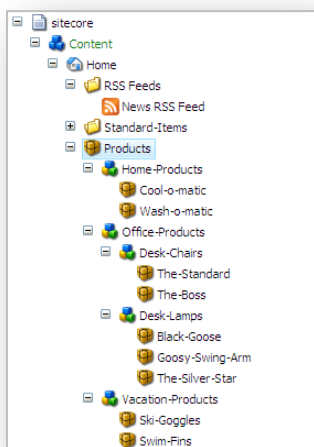 sitecore
Content
Home
RSS Feeds
News RSS Feed
Standard-Items
Products
Home-Products
Cool-o-matic
Wash-o-matic
Office-Products
Desk-Chairs
The-Standard
The-Boss
Desk-Lamps
Black-Goose
Goosy-Swing-Arm
The-Silver-Star
Vacation-Products
Ski-Goggles
Swim-Fins